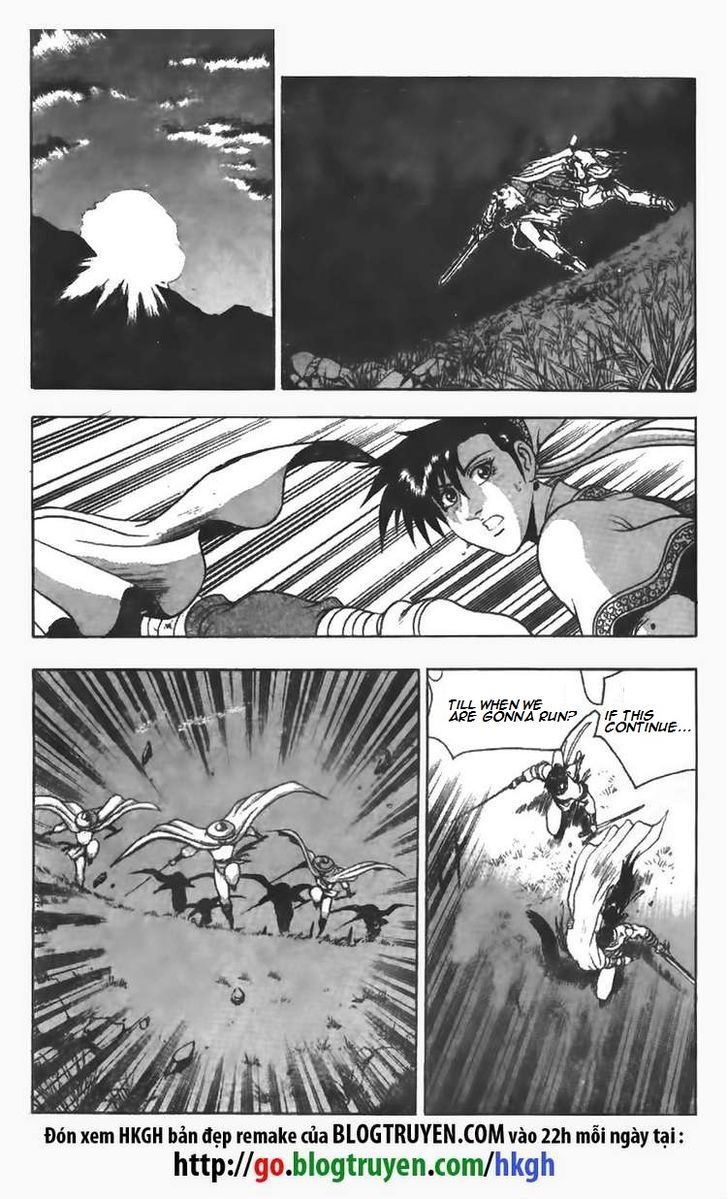 TILL WHEN WE
ARE GONNA RUN?
IF THIS
CONTINUE...
Đón xem HKGH bản đẹp remake của BLOGTRUYEN.COM vào 22h mỗi ngày tại :
http://go.blogtruyen.com/hkgh